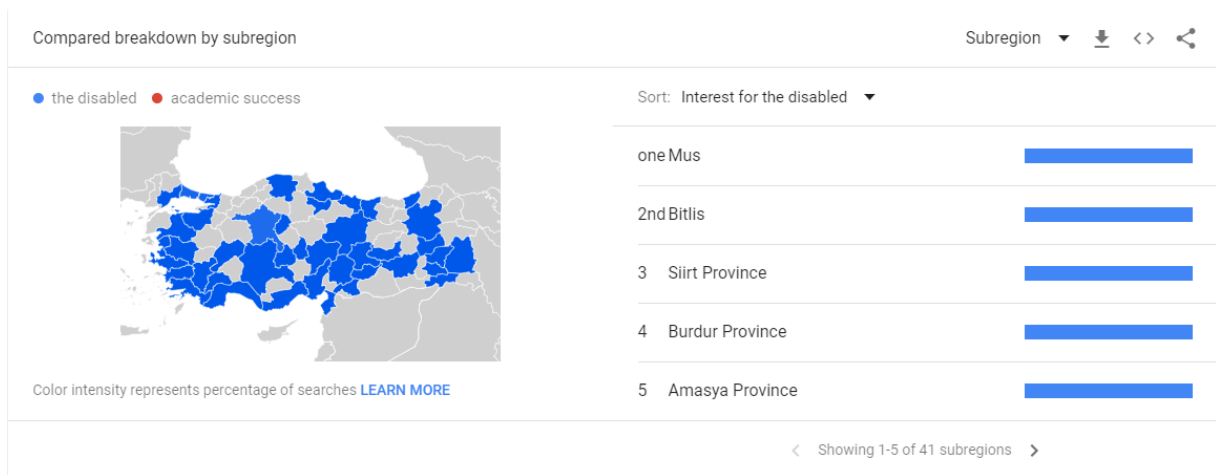 Compared breakdown by subregion
Subregion
the disabled academic success
Sort: Interest for the disabled
one Mus
2nd Bitlis
3 Siirt Province
4 Burdur Province
5 Amasya Province
Color intensity represents percentage of searches LEARN MORE
Showing 1-5 of 41 subregions